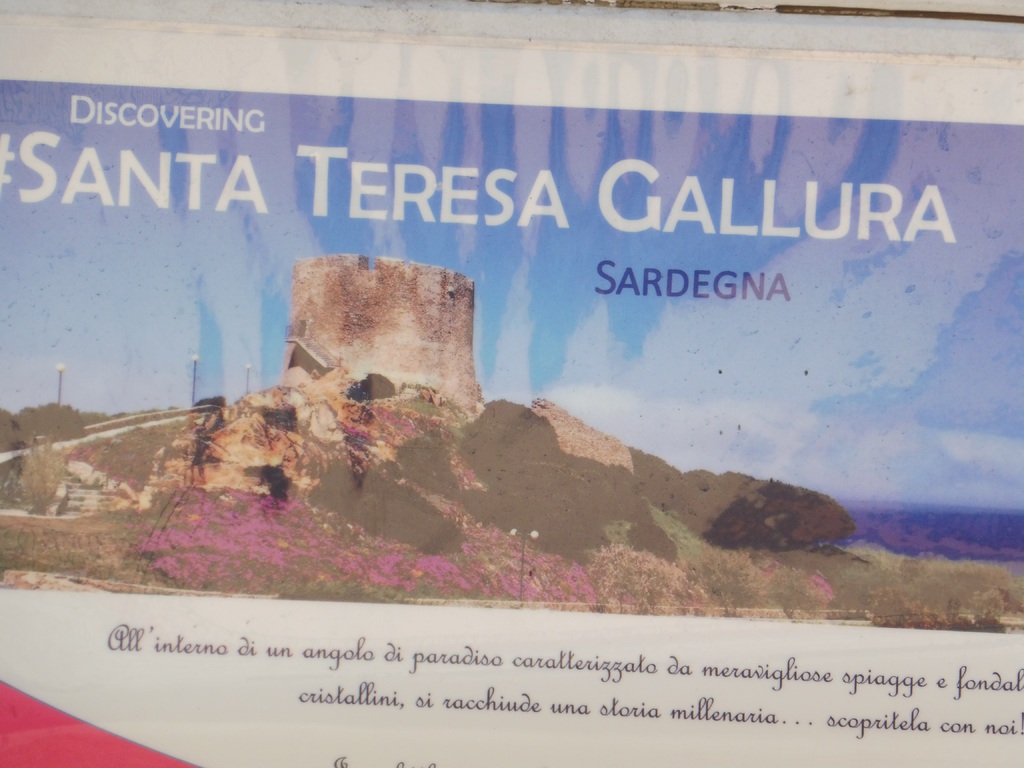 DISCOVERING
#SANTA TERESA GALLURA
SARDEGNA
All'interno di un angolo di paradiso caratterizzato da meravigliose spiagge e fondal
cristallini, si racchiude una storia millenaria... scopritela con noi!